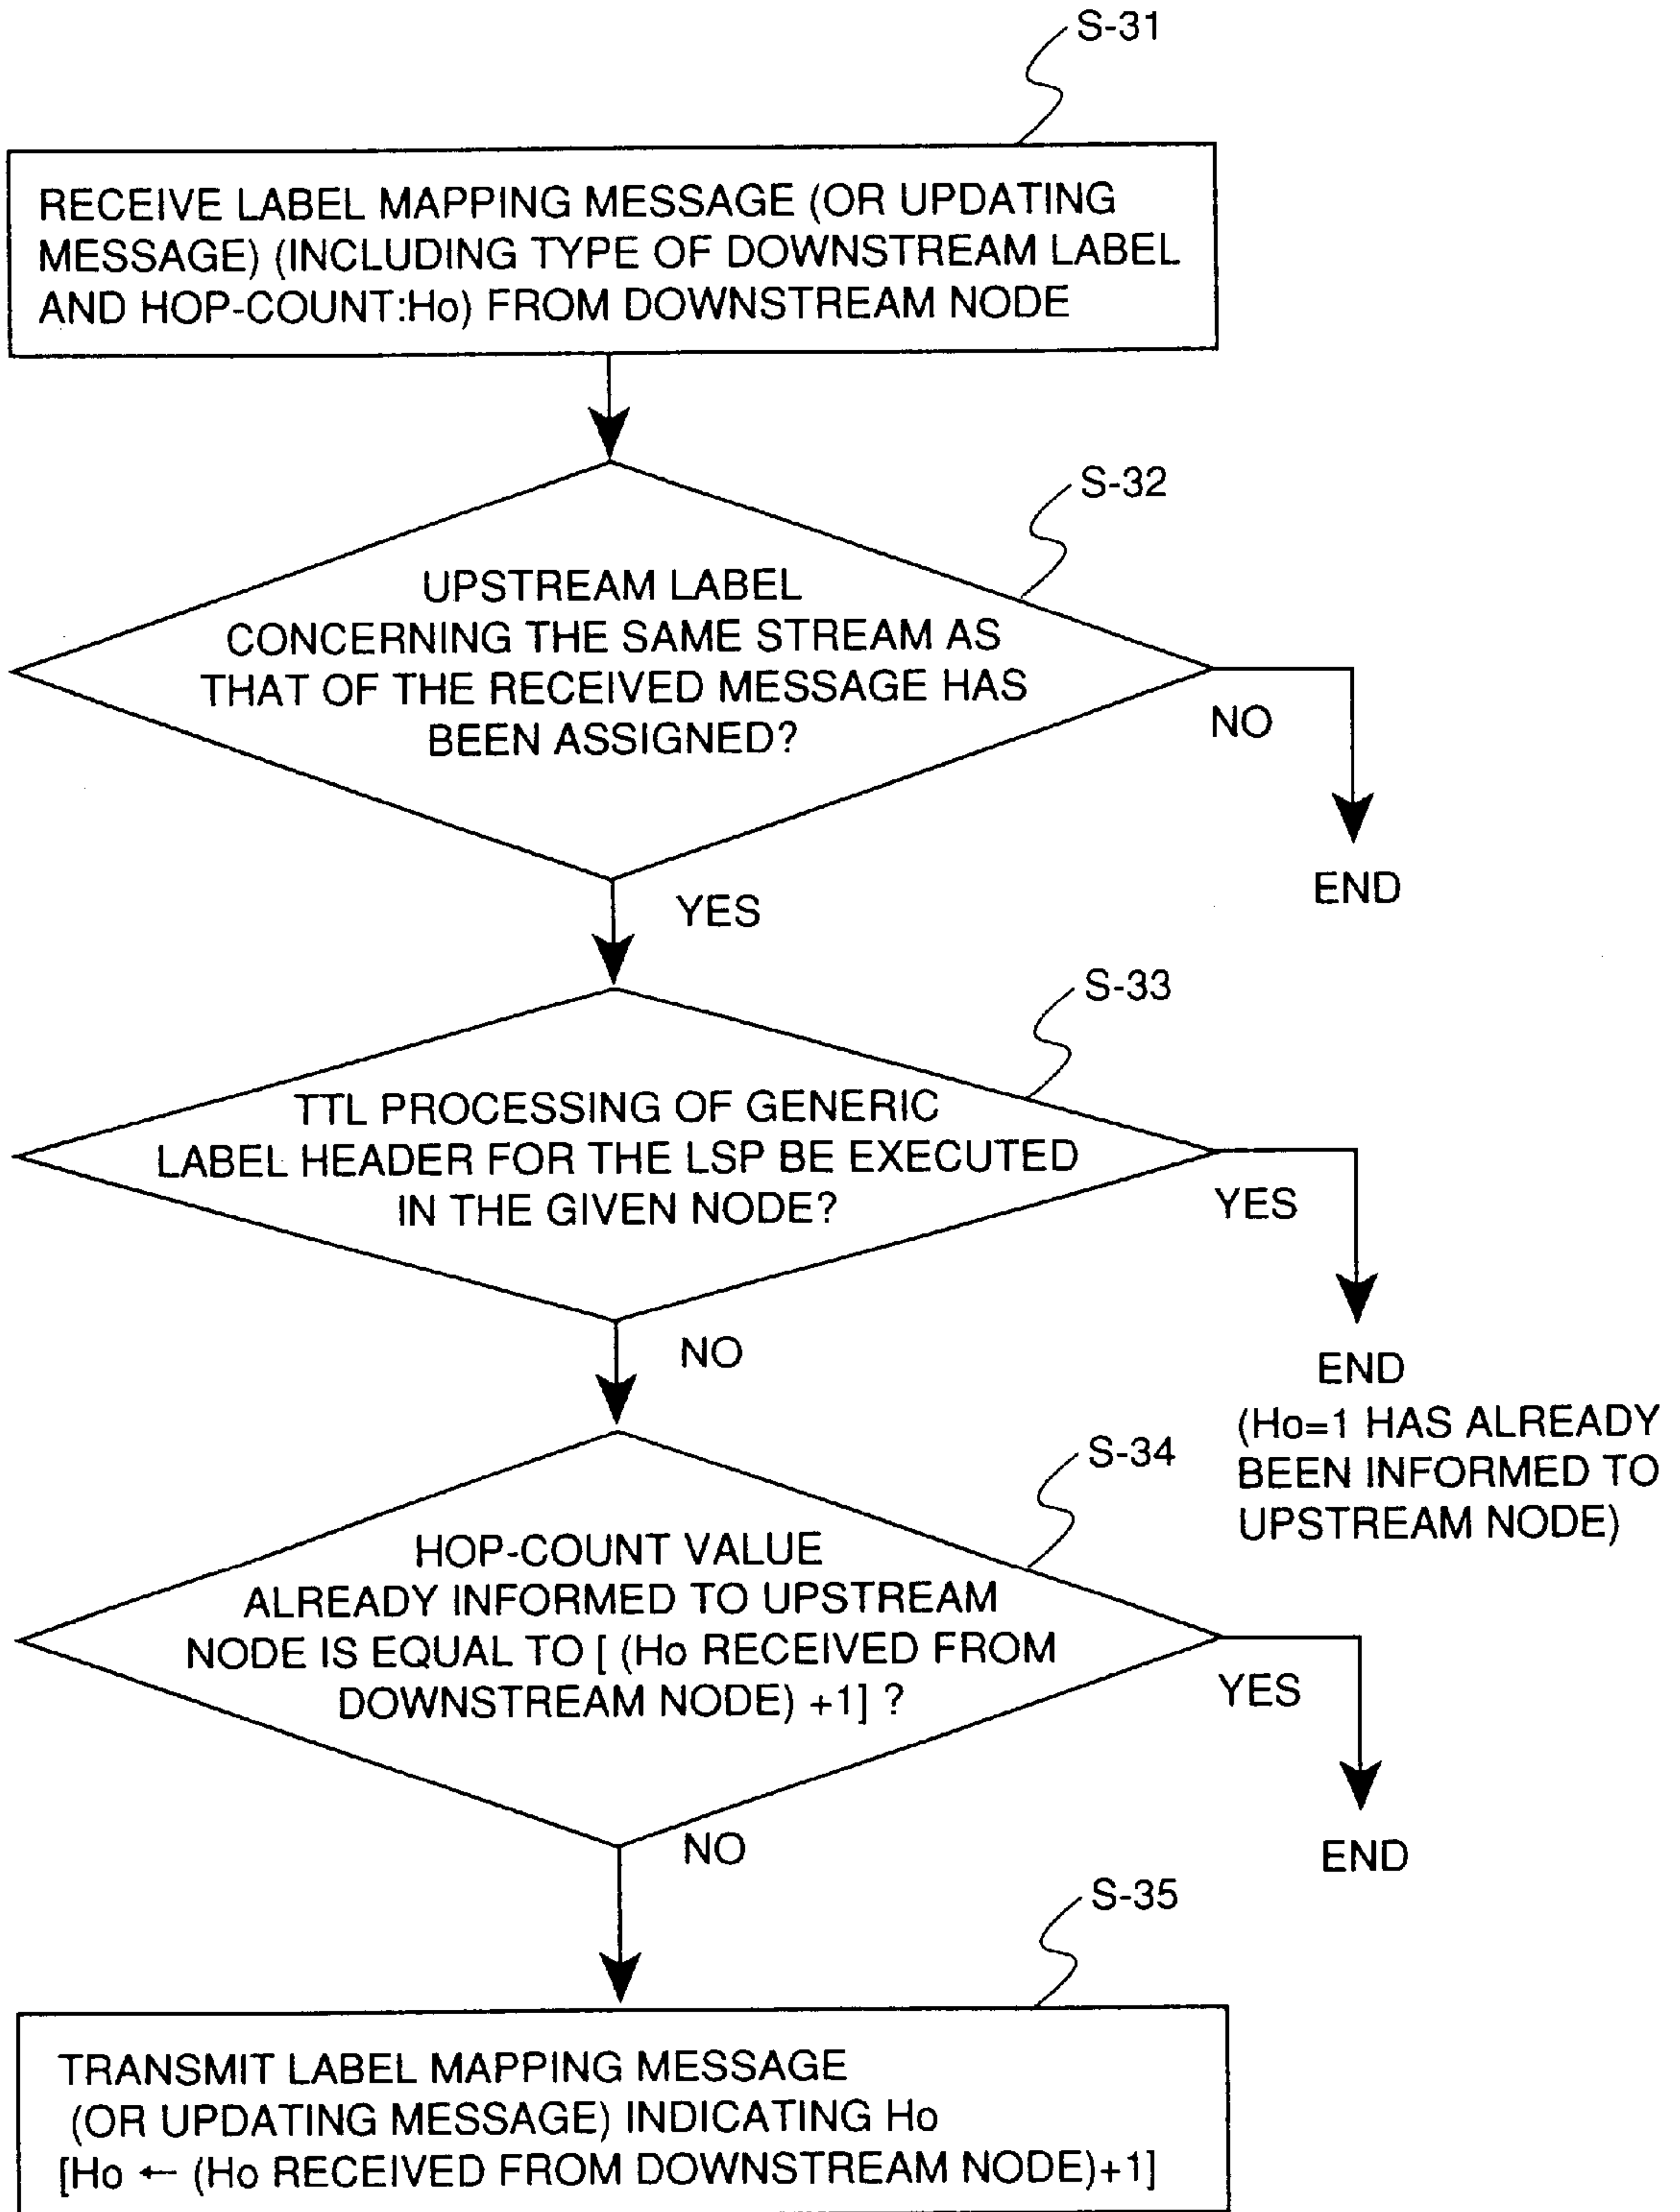 S-31
RECEIVE LABEL MAPPING MESSAGE (OR UPDATING
MESSAGE) (INCLUDING TYPE OF DOWNSTREAM LABEL
AND HOP-COUNT:Ho) FROM DOWNSTREAM NODE
S-32
UPSTREAM LABEL
CONCERNING THE SAME STREAM AS
THAT OF THE RECEIVED MESSAGE HAS
BEEN ASSIGNED?
NO
END
YES
S-33
TTL PROCESSING OF GENERIC
LABEL HEADER FOR THE LSP BE EXECUTED
IN THE GIVEN NODE?
YES
END
(Ho=1 HAS ALREADY
BEEN INFORMED TO
UPSTREAM NODE)
NO
S-34
HOP-COUNT VALUE
ALREADY INFORMED TO UPSTREAM
NODE IS EQUAL TO [ (Ho RECEIVED FROM
DOWNSTREAM NODE) +1] ?
YES
END
NO
S-35
TRANSMIT LABEL MAPPING MESSAGE
(OR UPDATING MESSAGE) INDICATING Ho
[Ho ← (Ho RECEIVED FROM DOWNSTREAM NODE)+1]